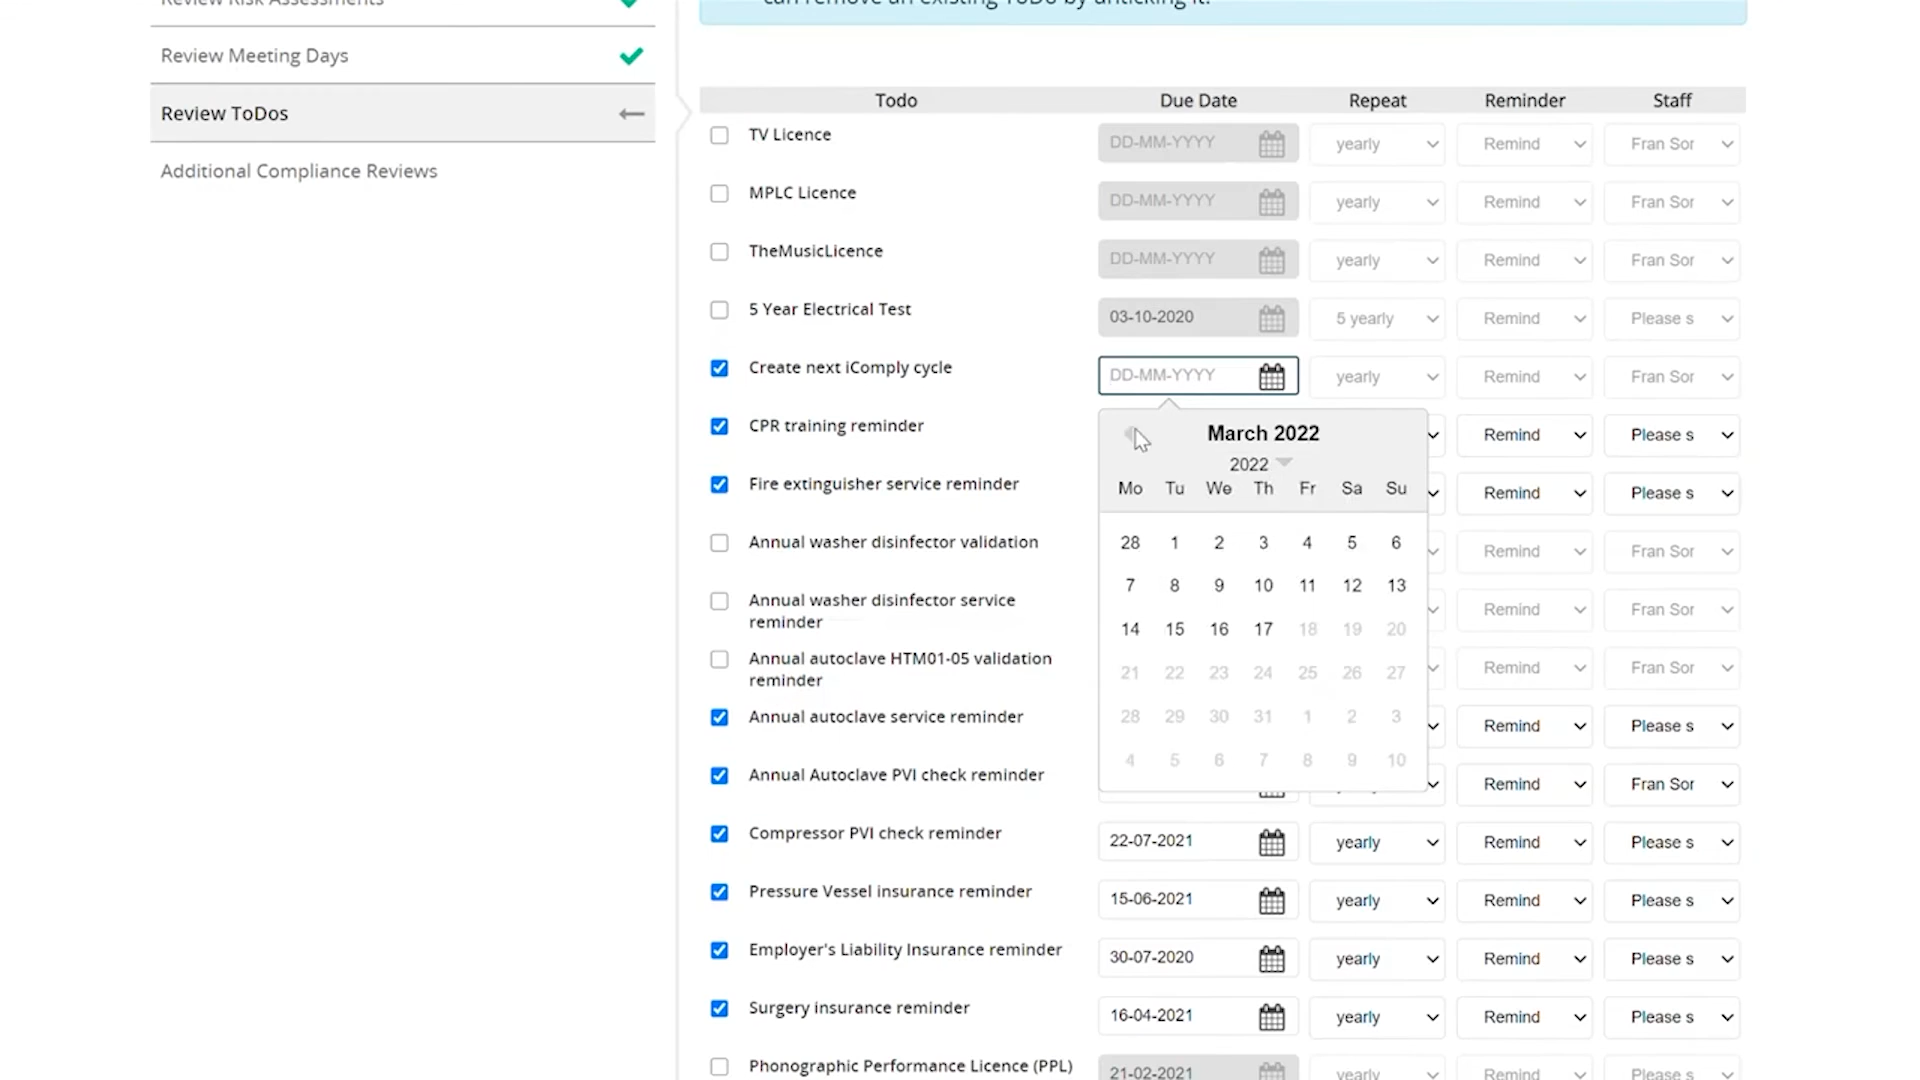 Review Risk Assessments
can remove an existing ToDo by unticking it.
Review Meeting Days
Review ToDos
Additional Compliance Reviews
Todo Due Date Repeat Reminder Staff
TV Licence DD-MM-YYYY yearly Remind Fran Sor
MPLC Licence DD-MM-YYYY yearly Remind Fran Sor
TheMusicLicence DD-MM-YYYY yearly Remind Fran Sor
5 Year Electrical Test 03-10-2020 5 yearly Remind Please s
Create next iComply cycle DD-MM-YYYY yearly Remind Fran Sor
CPR training reminder Remind Please s
Fire extinguisher service reminder Remind Please s
Annual washer disinfector validation Remind Fran Sor
Annual washer disinfector service
reminder Remind Fran Sor
Annual autoclave HTM01-05 validation
reminder Remind Fran Sor
Annual autoclave service reminder Remind Please s
Annual Autoclave PVI check reminder Remind Fran Sor
March 2022
2022
Mo Tu We Th Fr Sa Su
28 1 2 3 4 5 6
7 8 9 10 11 12 13
14 15 16 17 18 19 20
21 22 23 24 25 26 27
28 29 30 31 1 2 3
4 5 6 7 8 9 10
Compressor PVI check reminder 22-07-2021 yearly Remind Please s
Pressure Vessel insurance reminder 15-06-2021 yearly Remind Please s
Employer's Liability Insurance reminder 30-07-2020 yearly Remind Please s
Surgery insurance reminder 16-04-2021 yearly Remind Please s
Phonographic Performance Licence (PPL) 21-02-2021 yearly Remind Please s